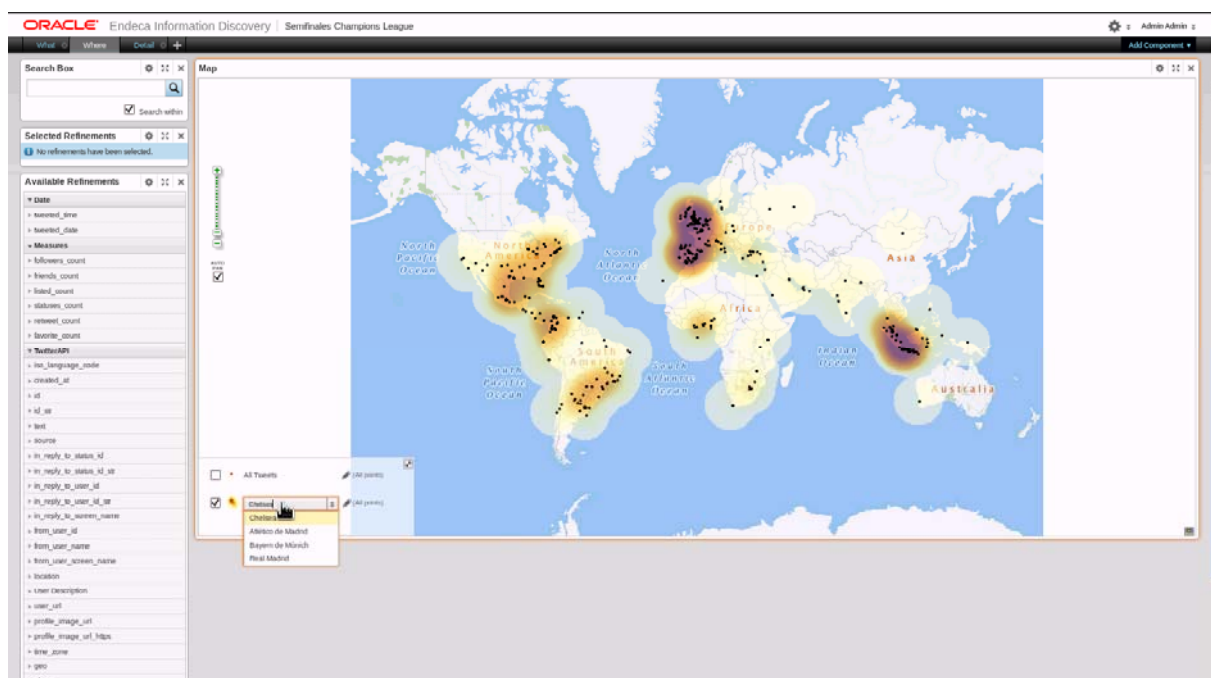 ORACLE Endeca Information Discovery Semifinales Champions League
Admin Admin
What Where Detail +
Add Component
Search Box
Search within
Selected Refinements
No refinements have been selected.
Available Refinements
Date
tweeted_time
tweeted_date
Measures
followers_count
friends_count
listed_count
statuses_count
retweet_count
favorite_count
TwitterAPI
iso_language_code
created_at
id
id_str
text
source
in_reply_to_status_id
in_reply_to_status_id_str
in_reply_to_user_id
in_reply_to_user_id_str
in_reply_to_screen_name
from_user_id
from_user_name
from_user_screen_name
location
User Description
user_url
profile_image_url
profile_image_url_https
time_zone
geo
Map
North
Pacific
Ocean
North
America
North
Atlantic
Ocean
Europe
Asia
Africa
South
America
South
Pacific
Ocean
South
Atlantic
Ocean
Indian
Ocean
Australia
All Tweets (All points)
Chelsea (All points)
Chelsea
Atlético de Madrid
Bayern de Múnich
Real Madrid